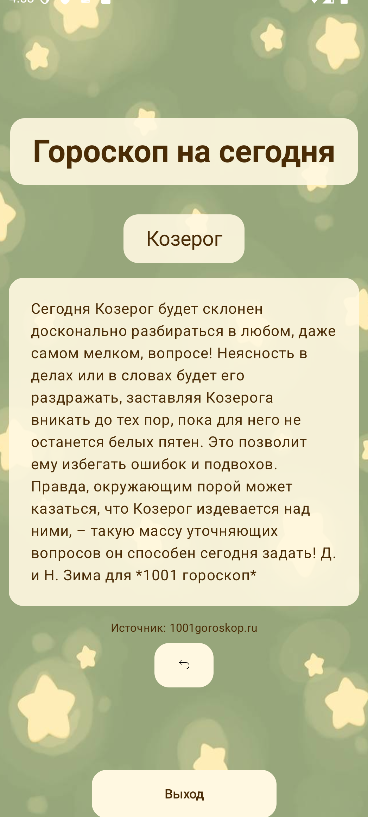 Гороскоп на сегодня
Козерог
Сегодня Козерог будет склонен
досконально разбираться в любом, даже
самом мелком, вопросе! Неясность в
делах или в словах будет его
раздражать, заставляя Козерога
вникать до тех пор, пока для него не
останется белых пятен. Это позволит
ему избегать ошибок и подвохов.
Правда, окружающим порой может
казаться, что Козерог издевается над
ними, – такую массу уточняющих
вопросов он способен сегодня задать! Д.
и Н. Зима для *1001 гороскоп*
Источник: 1001goroskop.ru
Выход